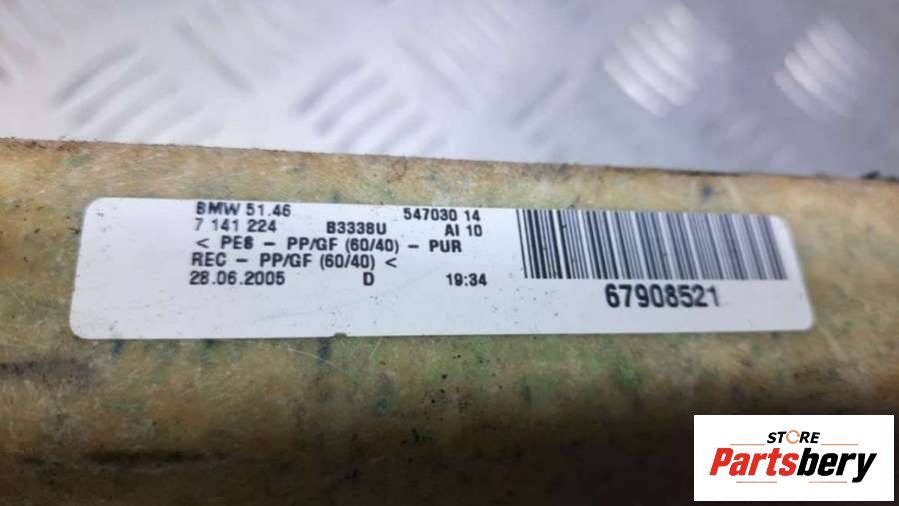 BMW 51.46 547030 14
7 141 224 B3338U AI 10
< PES - PP/GF (60/40) - PUR
REC - PP/GF (60/40) <
28.06.2005 D 19:34
67908521
STORE
Partsbery